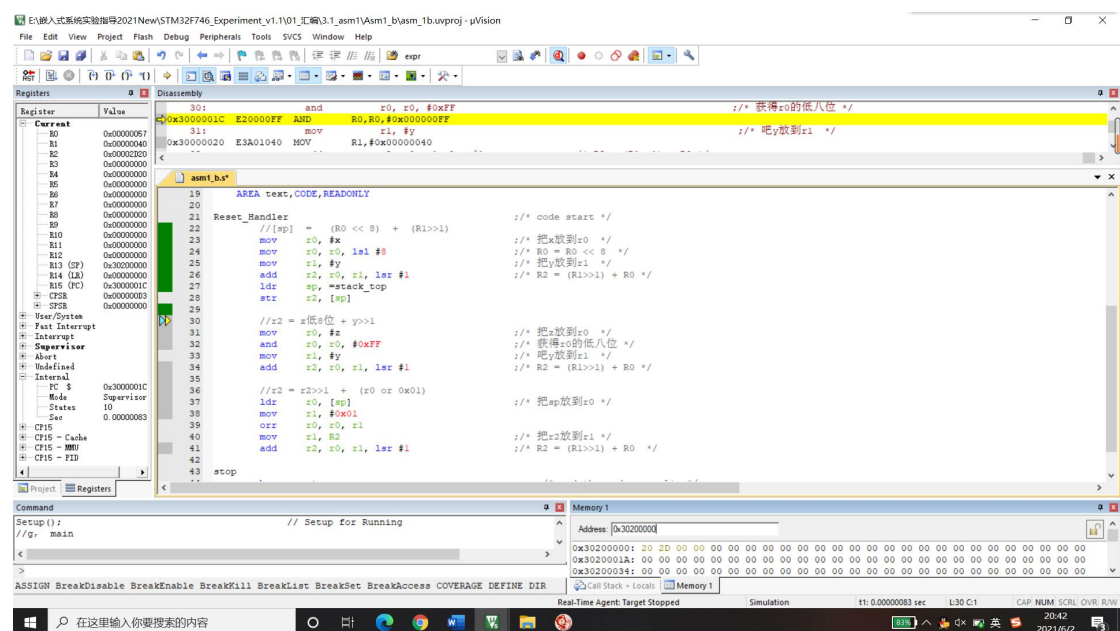 E:\嵌入式系统实验指导2021New\STM32F746_Experiment_v1.1\01_汇编\3.1_asm1\Asm1_b\asm_1b.uvproj - µVision
File Edit View Project Flash Debug Peripherals Tools SVCS Window Help
expr
Registers
Disassembly
Register Value
Current
R0 0x00000057
R1 0x00000040
R2 0x00002D20
R3 0x00000000
R4 0x00000000
R5 0x00000000
R6 0x00000000
R7 0x00000000
R8 0x00000000
R9 0x00000000
R10 0x00000000
R11 0x00000000
R12 0x00000000
R13 (SP) 0x30200000
R14 (LR) 0x00000000
R15 (PC) 0x3000001C
CPSR 0x000000D3
SPSR 0x00000000
User/System
Fast Interrupt
Interrupt
Supervisor
Abort
Undefined
Internal
PC $ 0x3000001C
Mode Supervisor
States 10
Sec 0.00000083
CP15
CP15 - Cache
CP15 - MMU
CP15 - PID
Project Registers
30: and r0, r0, #0xFF ;/* 获得r0的低八位 */
0x3000001C E20000FF AND R0,R0,#0x000000FF
31: mov r1, #y ;/* 吧y放到r1 */
0x30000020 E3A01040 MOV R1,#0x00000040
asm1_b.s*
19 AREA text,CODE,READONLY
20
21 Reset_Handler ;/* code start */
22 //[sp] = (R0 << 8) + (R1>>1)
23 mov r0, #x ;/* 把x放到r0 */
24 mov r0, r0, lsl #8 ;/* R0 = R0 << 8 */
25 mov r1, #y ;/* 把y放到r1 */
26 add r2, r0, r1, lsr #1 ;/* R2 = (R1>>1) + R0 */
27 ldr sp, =stack_top
28 str r2, [sp]
29
30 //r2 = z低8位 + y>>1
31 mov r0, #z ;/* 把z放到r0 */
32 and r0, r0, #0xFF ;/* 获得r0的低八位 */
33 mov r1, #y ;/* 吧y放到r1 */
34 add r2, r0, r1, lsr #1 ;/* R2 = (R1>>1) + R0 */
35
36 //r2 = r2>>1 + (r0 or 0x01)
37 ldr r0, [sp] ;/* 把sp放到r0 */
38 mov r1, #0x01
39 orr r0, r0, r1
40 mov r1, R2 ;/* 把r2放到r1 */
41 add r2, r0, r1, lsr #1 ;/* R2 = (R1>>1) + R0 */
42
43 stop
Command
Setup(); // Setup for Running
//g, main
>
ASSIGN BreakDisable BreakEnable BreakKill BreakList BreakSet BreakAccess COVERAGE DEFINE DIR
Memory 1
Address: 0x30200000
0x30200000: 20 2D 00 00 00 00 00 00 00 00 00 00 00 00 00 00 00 00 00 00 00 00 00 00 00 00
0x3020001A: 00 00 00 00 00 00 00 00 00 00 00 00 00 00 00 00 00 00 00 00 00 00 00 00 00 00
0x30200034: 00 00 00 00 00 00 00 00 00 00 00 00 00 00 00 00 00 00 00 00 00 00 00 00 00 00
Call Stack + Locals Memory 1
Real-Time Agent: Target Stopped Simulation t1: 0.00000083 sec L:30 C:1 CAP NUM SCRL OVR R/W
在这里输入你要搜索的内容
83%
英
20:42
2021/6/2